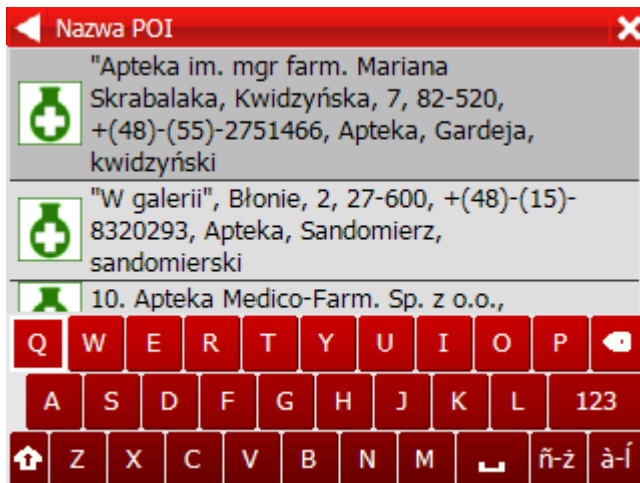 Nazwa POI
"Apteka im. mgr farm. Mariana
Skrabalaka, Kwidzyńska, 7, 82-520,
+(48)-(55)-2751466, Apteka, Gardeja,
kwidzyński
"W galerii", Błonie, 2, 27-600, +(48)-(15)-
8320293, Apteka, Sandomierz,
sandomierski
10. Apteka Medico-Farm. Sp. z o.o.,
Q W E R T Y U I O P
A S D F G H J K L 123
Z X C V B N M ñ-ż à-Í